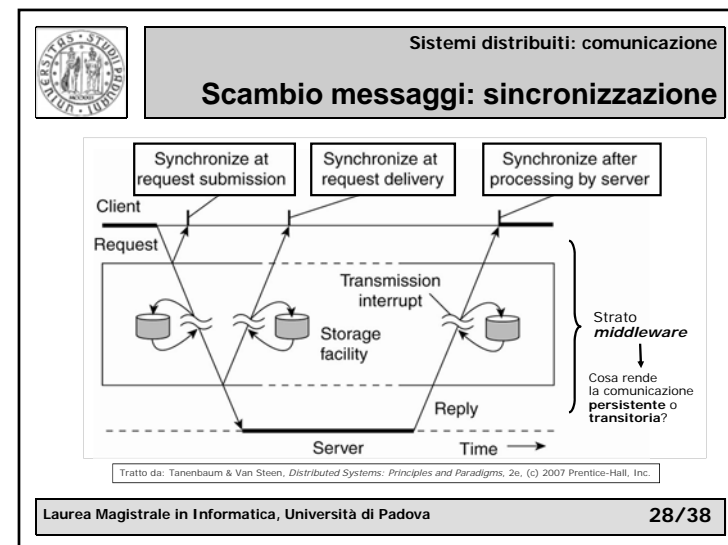 Sistemi distribuiti: comunicazione
Scambio messaggi: sincronizzazione
Synchronize at
request submission
Synchronize at
request delivery
Synchronize after
processing by server
Client
Request
Transmission
interrupt
Storage
facility
Strato
middleware
Cosa rende
la comunicazione
persistente o
transitoria?
Reply
Server
Time
Tratto da: Tanenbaum & Van Steen, Distributed Systems: Principles and Paradigms, 2e, (c) 2007 Prentice-Hall, Inc.
Laurea Magistrale in Informatica, Università di Padova
28/38